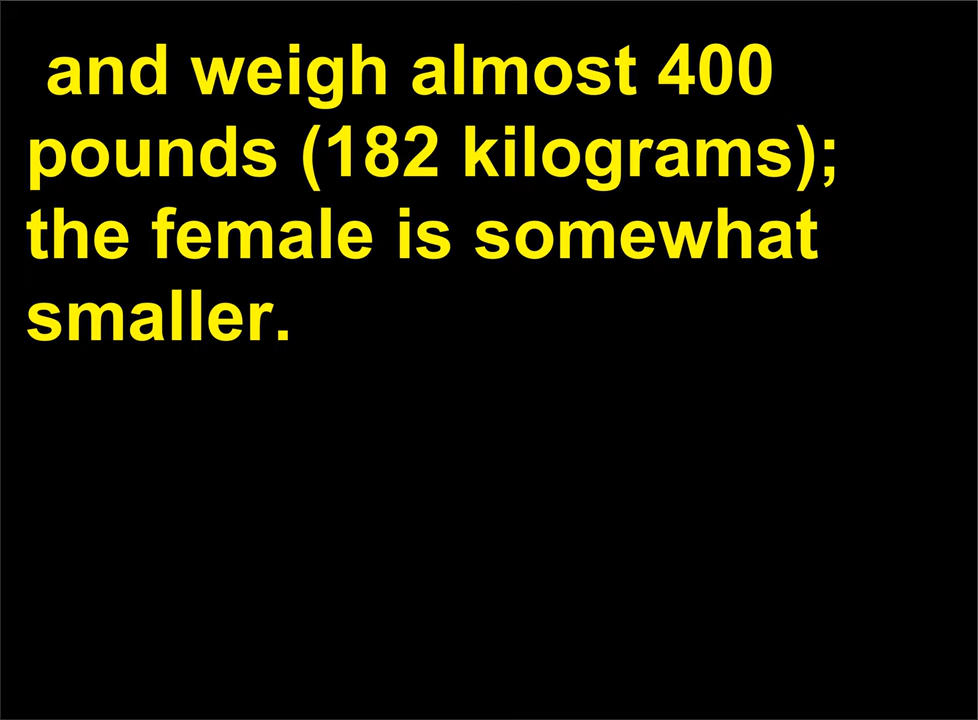 and weigh almost 400
pounds (182 kilograms);
the female is somewhat
smaller.